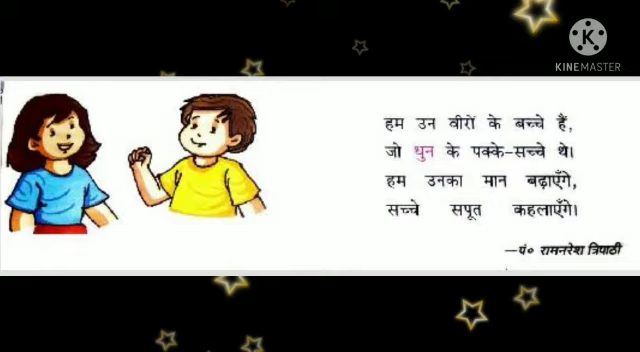 KINEMASTER
हम उन वीरों के बच्चे हैं,
जो धुन के पक्के-सच्चे थे।
हम उनका मान बढ़ाएँगे,
सच्चे सपूत कहलाएँगे।
—पं० रामनरेश त्रिपाठी